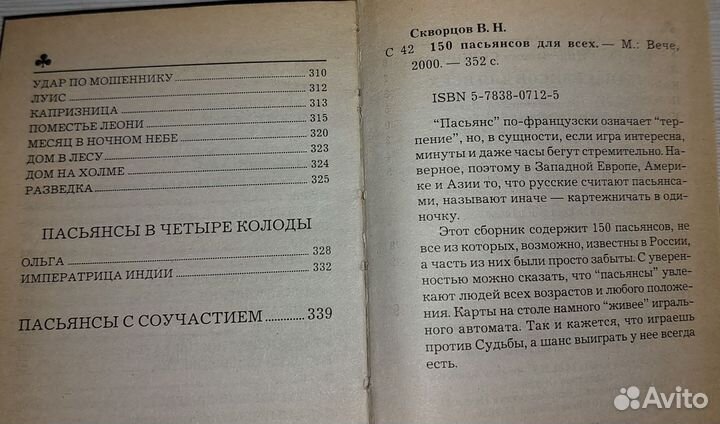 УДАР ПО МОШЕННИКУ 310
ЛУИС 312
КАПРИЗНИЦА 313
ПОМЕСТЬЕ ЛЕОНИ 315
МЕСЯЦ В НОЧНОМ НЕБЕ 320
ДОМ В ЛЕСУ 323
ДОМ НА ХОЛМЕ 324
РАЗВЕДКА 325
ПАСЬЯНСЫ В ЧЕТЫРЕ КОЛОДЫ
ОЛЬГА 328
ИМПЕРАТРИЦА ИНДИИ 332
ПАСЬЯНСЫ С СОУЧАСТИЕМ 339
Скворцов В. Н.
С 42 150 пасьянсов для всех. — М.: Вече,
2000. — 352 с.
ISBN 5-7838-0712-5
"Пасьянс" по-французски означает "тер-
пение", но, в сущности, если игра интересна,
минуты и даже часы бегут стремительно. На-
верное, поэтому в Западной Европе, Амери-
ке и Азии то, что русские считают пасьянса-
ми, называют иначе — картежничать в оди-
ночку.
Этот сборник содержит 150 пасьянсов, не
все из которых, возможно, известны в России,
а часть из них были просто забыты. С уверен-
ностью можно сказать, что "пасьянсы" увле-
кают людей всех возрастов и любого положе-
ния. Карты на столе намного "живее" играль-
ного автомата. Так и кажется, что играешь
против Судьбы, а шанс выиграть у нее всегда
есть.
Avito